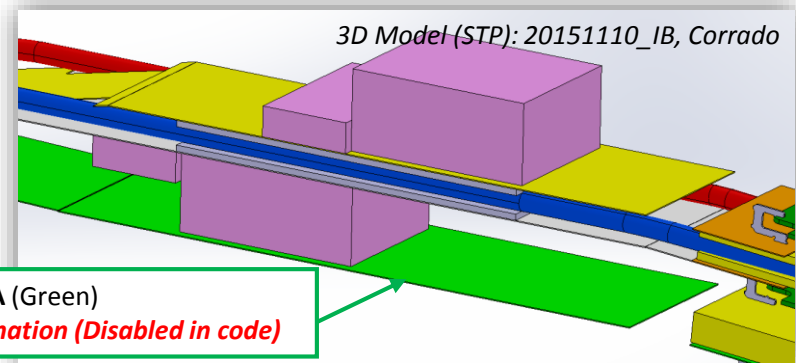 3D Model (STP): 20151110_IB, Corrado
(Green)
(Disabled in code)